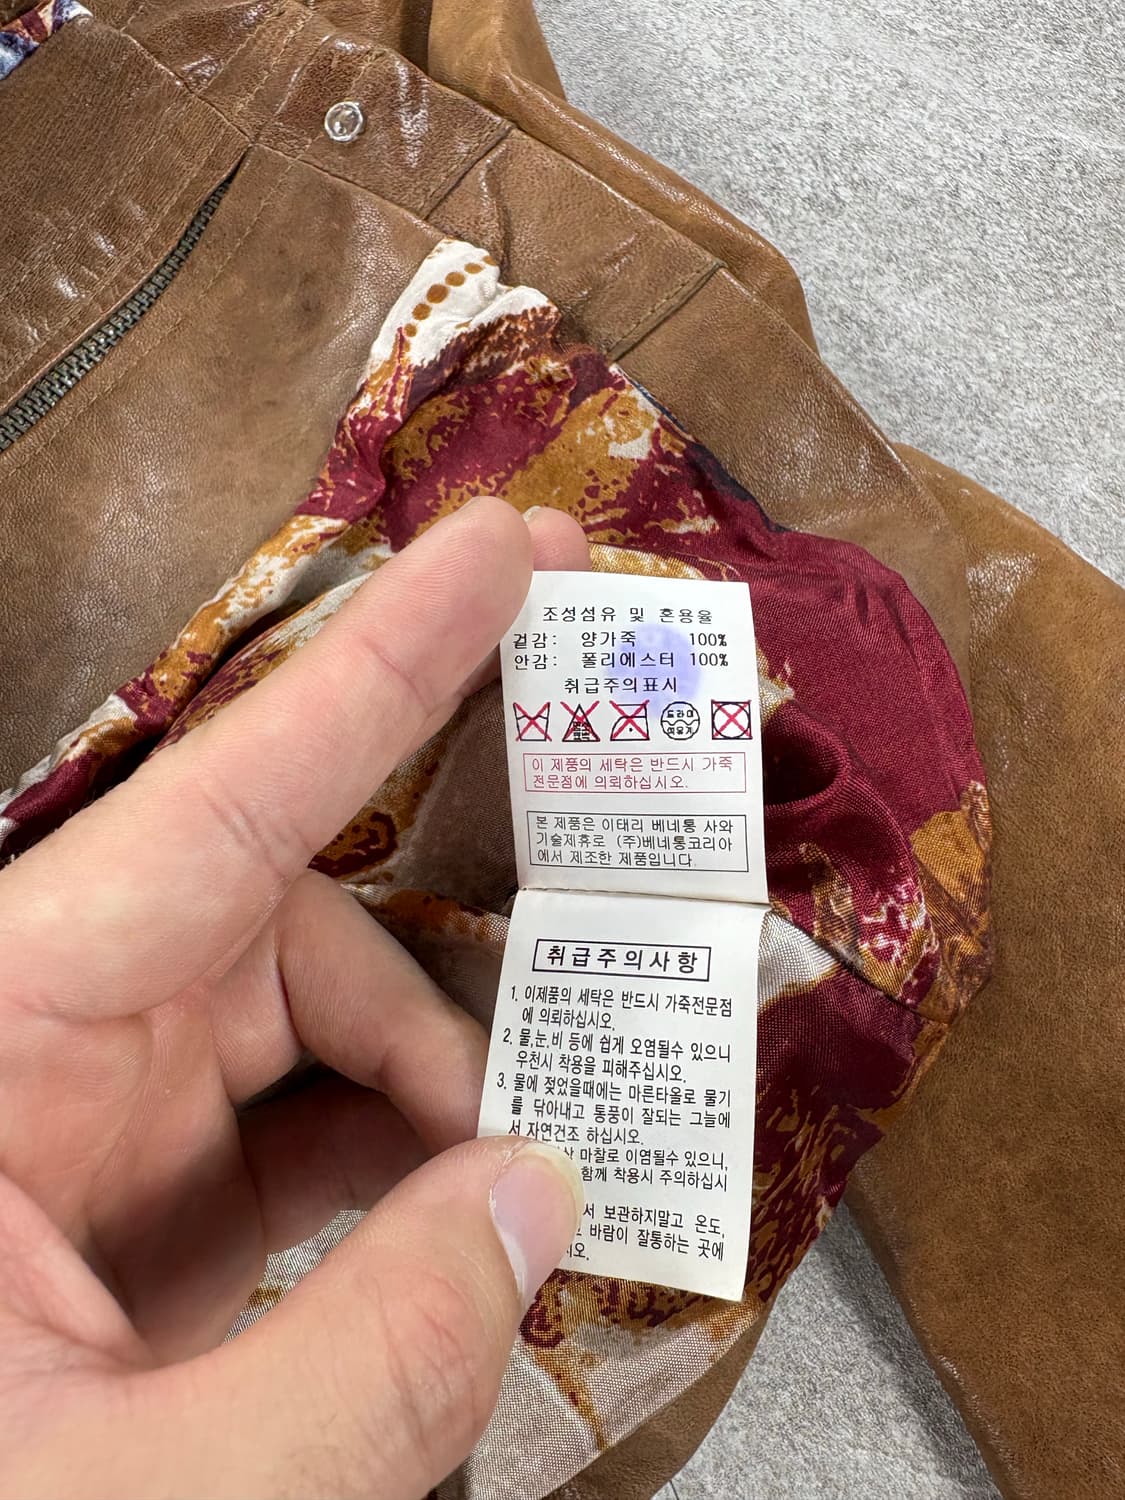 조성섬유 및 혼용율
겉감: 양가죽 100%
안감: 폴리에스터 100%
취급주의표시
드라이
석유계
이 제품의 세탁은 반드시 가죽
전문점에 의뢰하십시오.
본 제품은 이태리 베네통 사와
기술제휴로 (주)베네통코리아
에서 제조한 제품입니다.
취급주의사항
1. 이제품의 세탁은 반드시 가죽전문점
에 의뢰하십시오.
2. 물,눈,비 등에 쉽게 오염될수 있으니
우천시 착용을 피해주십시오.
3. 물에 젖었을때에는 마른타올로 물기
를 닦아내고 통풍이 잘되는 그늘에
서 자연건조 하십시오.
상 마찰로 이염될수 있으니,
함께 착용시 주의하십시
서 보관하지말고 온도,
바람이 잘통하는 곳에
시오.